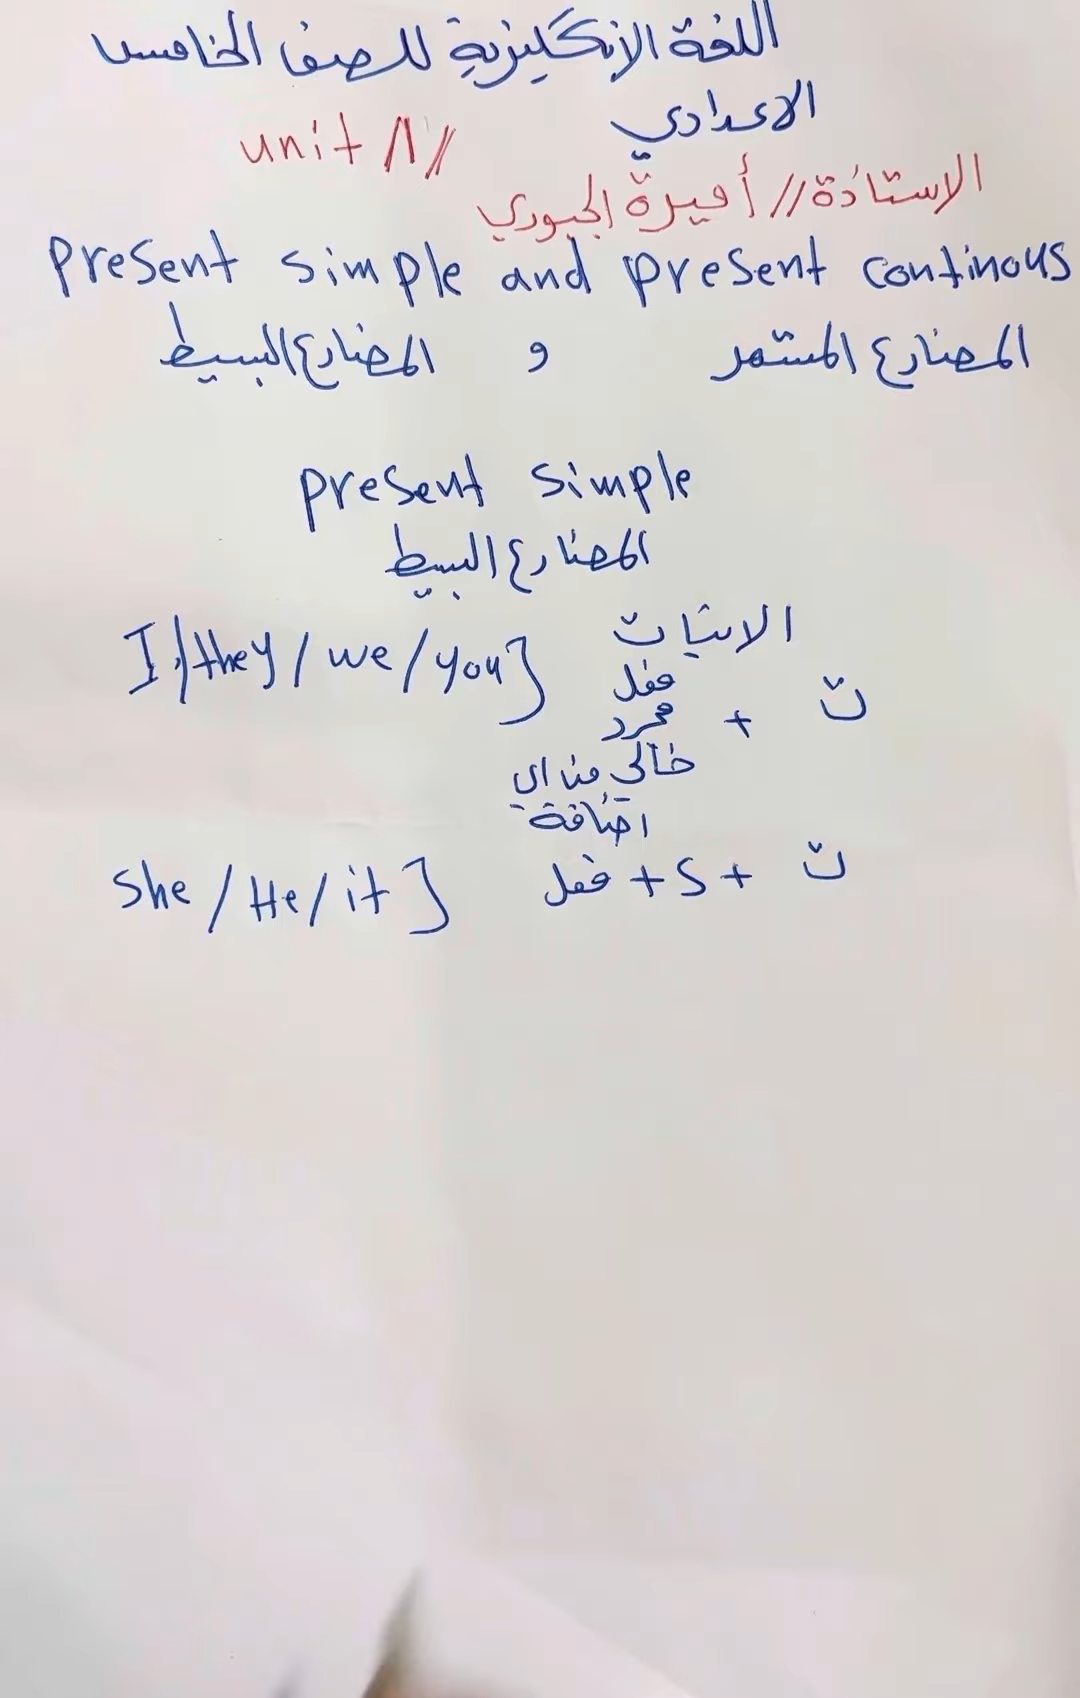 اللغة الانكليزية للصف الخامس
الاعدادي
unit /1//
الاستاذة // أميرة الجبوري
present simple and present continous
المضارع البسيط و المضارع المستمر
present simple
المضارع البسيط
الاثبات
I / they / we / you } فعل + ت
مجرد
خالي من اي
اضافة
she / He / it } فعل + s + ت